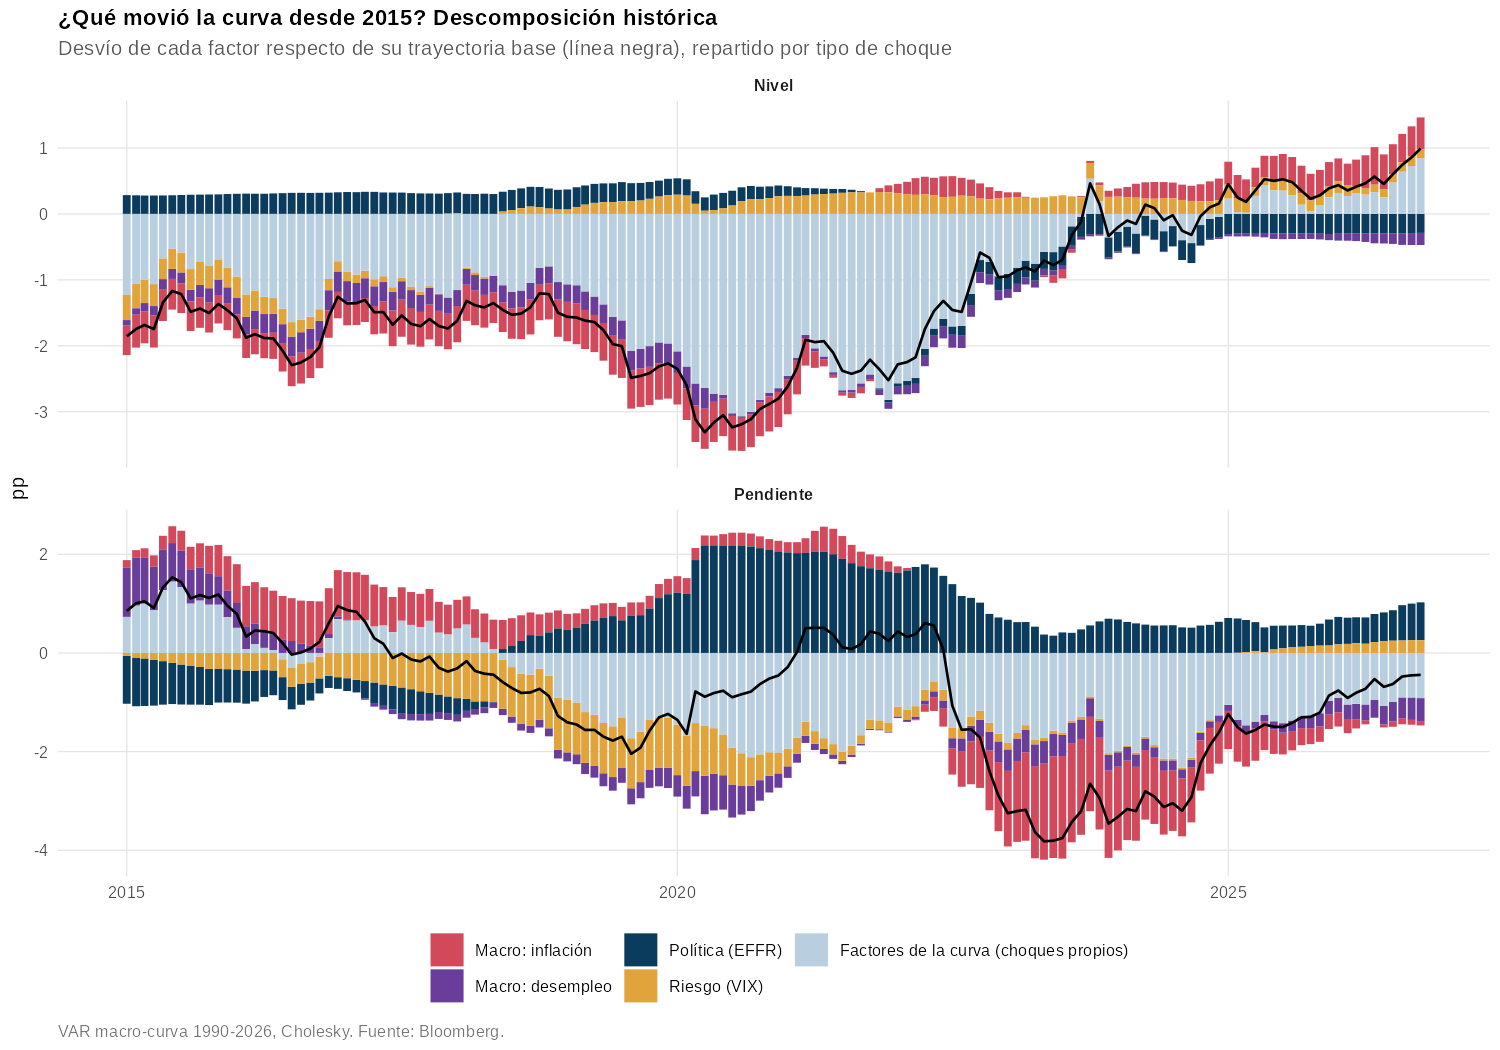 ¿Qué movió la curva desde 2015? Descomposición histórica
Desvío de cada factor respecto de su trayectoria base (línea negra), repartido por tipo de choque
Nivel
1
0
-1
-2
-3
pp
Pendiente
2
0
-2
-4
2015
2020
2025
Macro: inflación
Política (EFFR)
Factores de la curva (choques propios)
Macro: desempleo
Riesgo (VIX)
VAR macro-curva 1990-2026, Cholesky. Fuente: Bloomberg.